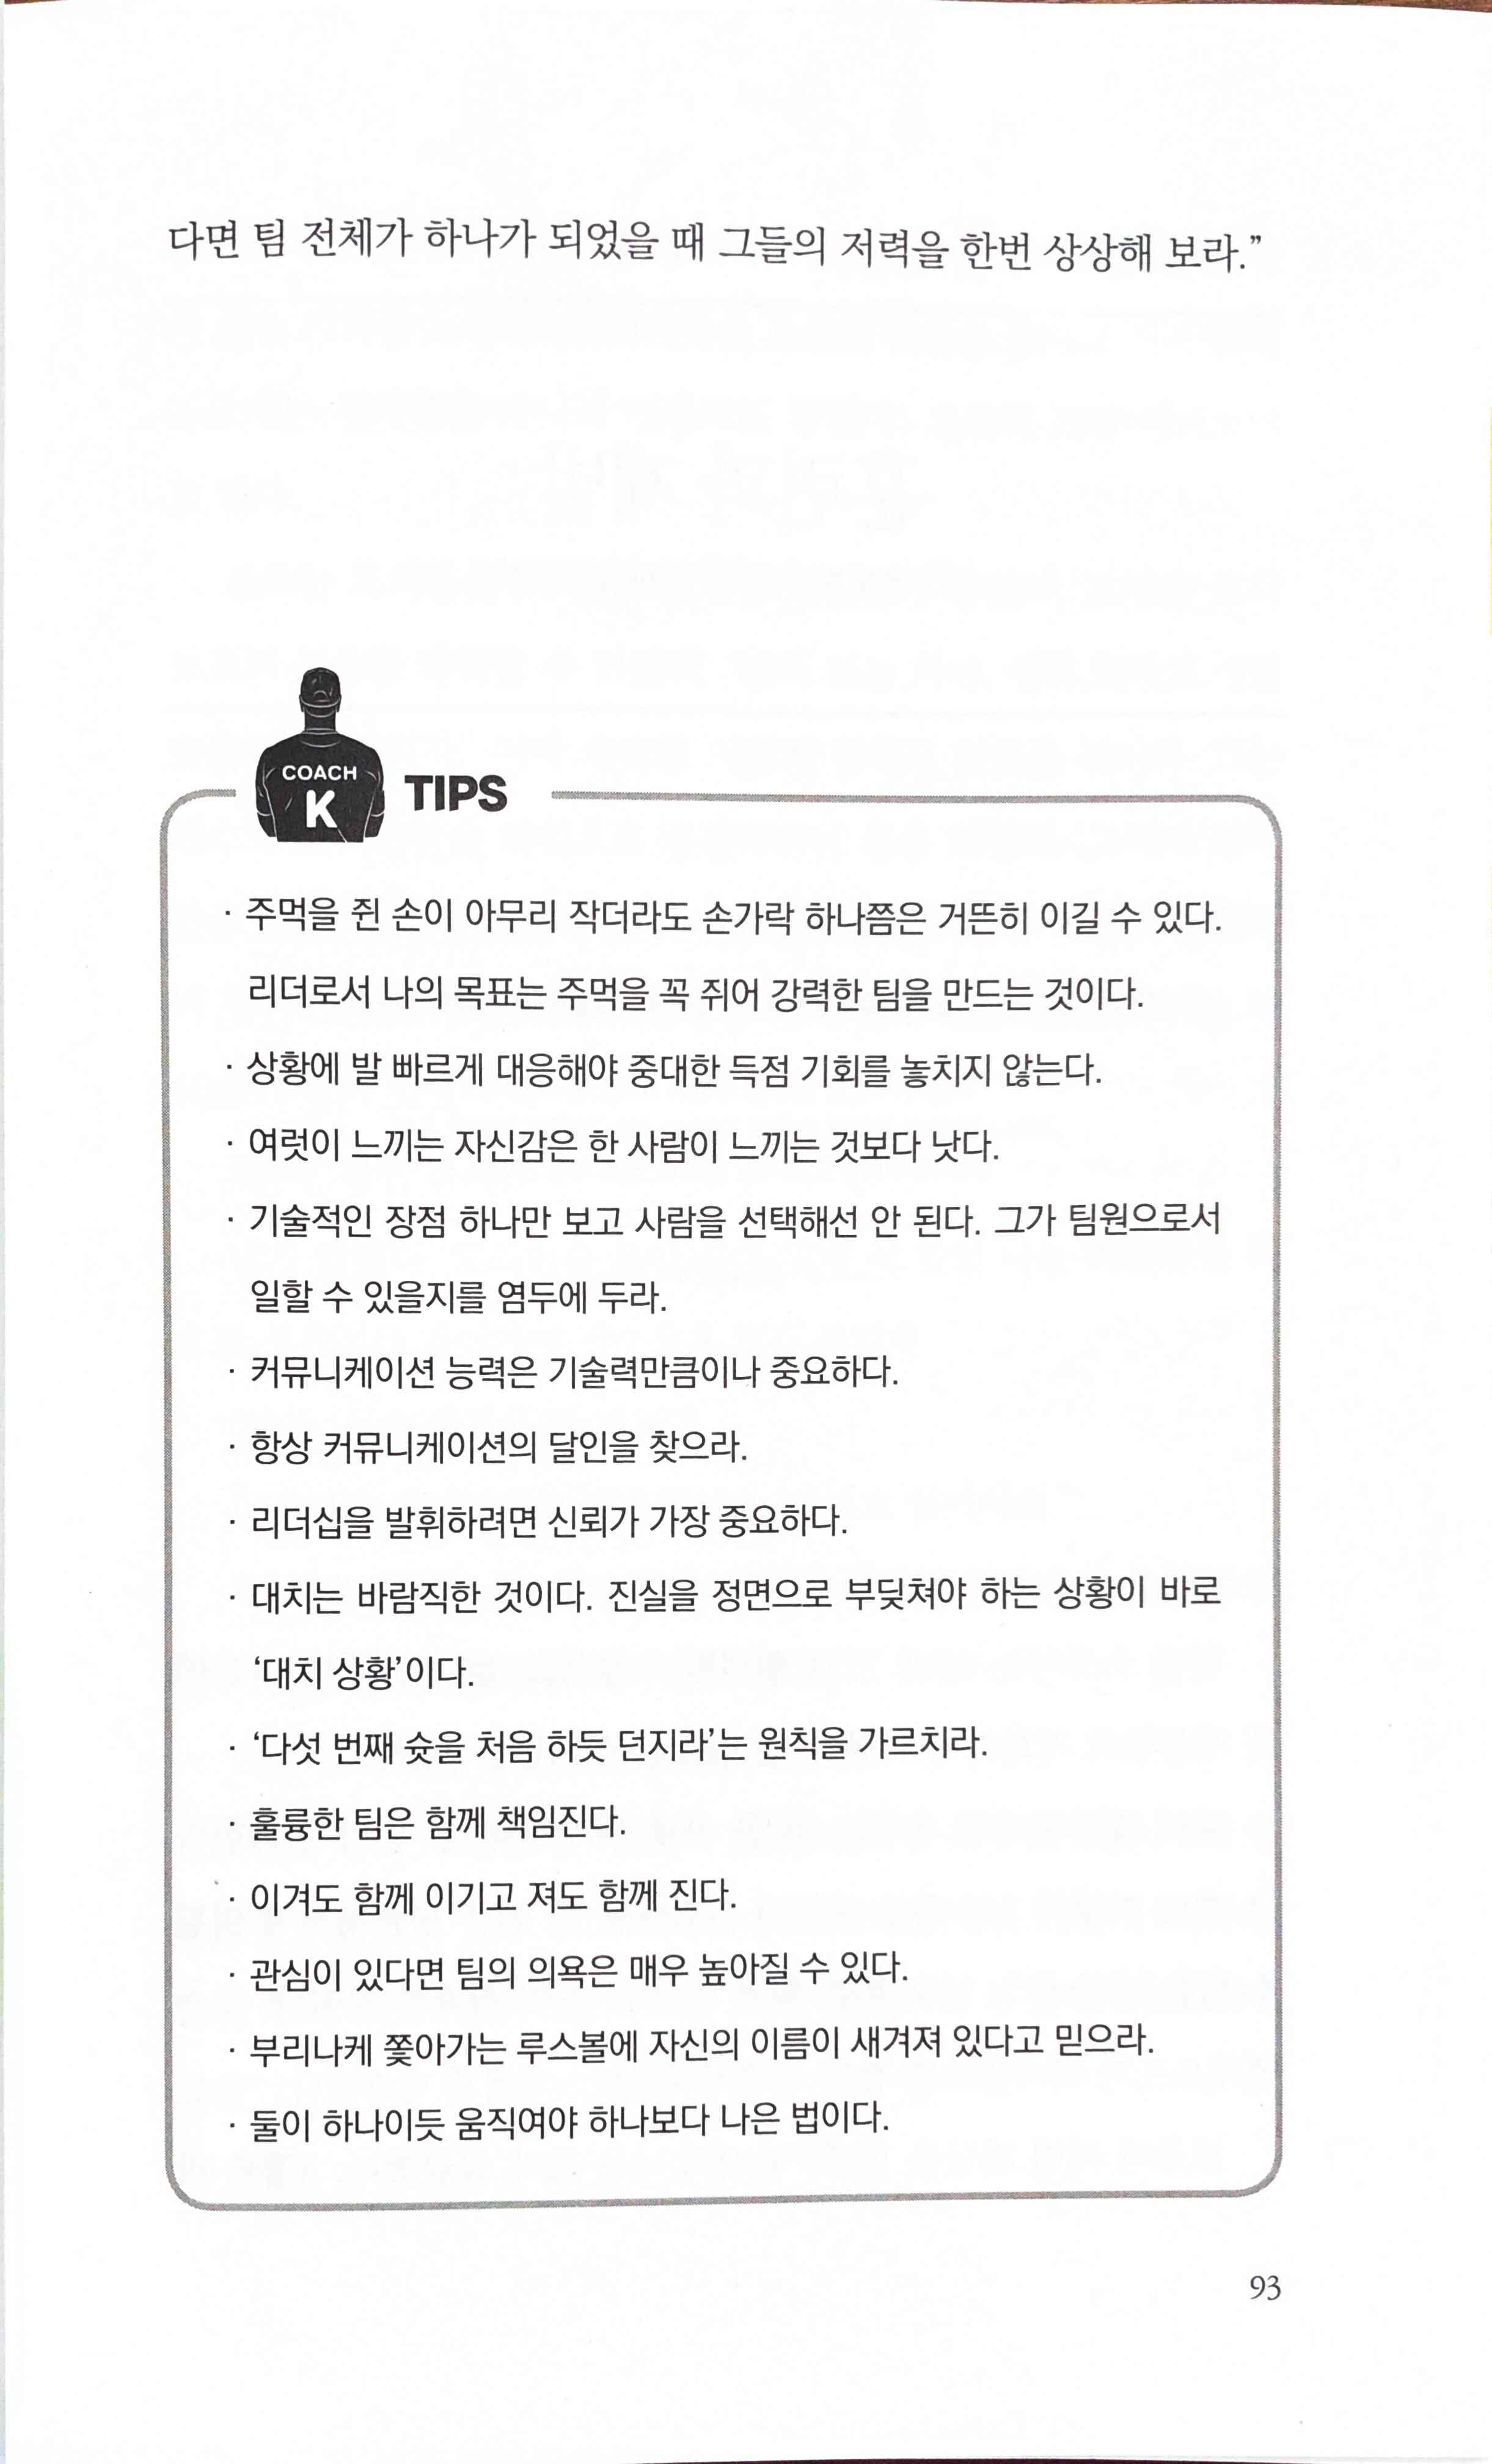 다면 팀 전체가 하나가 되었을 때 그들의 저력을 한번 상상해 보라.”
COACH
K
TIPS
· 주먹을 쥔 손이 아무리 작더라도 손가락 하나쯤은 거뜬히 이길 수 있다.
리더로서 나의 목표는 주먹을 꼭 쥐어 강력한 팀을 만드는 것이다.
· 상황에 발 빠르게 대응해야 중대한 득점 기회를 놓치지 않는다.
· 여럿이 느끼는 자신감은 한 사람이 느끼는 것보다 낫다.
· 기술적인 장점 하나만 보고 사람을 선택해선 안 된다. 그가 팀원으로서
일할 수 있을지를 염두에 두라.
· 커뮤니케이션 능력은 기술력만큼이나 중요하다.
· 항상 커뮤니케이션의 달인을 찾으라.
· 리더십을 발휘하려면 신뢰가 가장 중요하다.
· 대치는 바람직한 것이다. 진실을 정면으로 부딪쳐야 하는 상황이 바로
‘대치 상황’이다.
· ‘다섯 번째 슛을 처음 하듯 던지라’는 원칙을 가르치라.
· 훌륭한 팀은 함께 책임진다.
· 이겨도 함께 이기고 져도 함께 진다.
· 관심이 있다면 팀의 의욕은 매우 높아질 수 있다.
· 부리나케 쫓아가는 루스볼에 자신의 이름이 새겨져 있다고 믿으라.
· 둘이 하나이듯 움직여야 하나보다 나은 법이다.
93